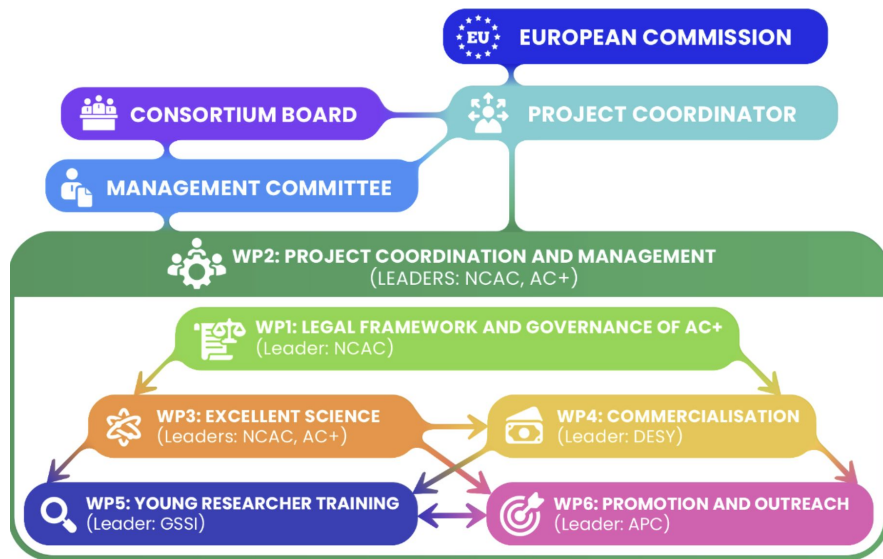 EU EUROPEAN COMMISSION
CONSORTIUM BOARD
PROJECT COORDINATOR
MANAGEMENT COMMITTEE
WP2: PROJECT COORDINATION AND MANAGEMENT
(LEADERS: NCAC, AC+)
WP1: LEGAL FRAMEWORK AND GOVERNANCE OF AC+
(Leader: NCAC)
WP3: EXCELLENT SCIENCE
(Leaders: NCAC, AC+)
WP4: COMMERCIALISATION
(Leader: DESY)
WP5: YOUNG RESEARCHER TRAINING
(Leader: GSSI)
WP6: PROMOTION AND OUTREACH
(Leader: APC)